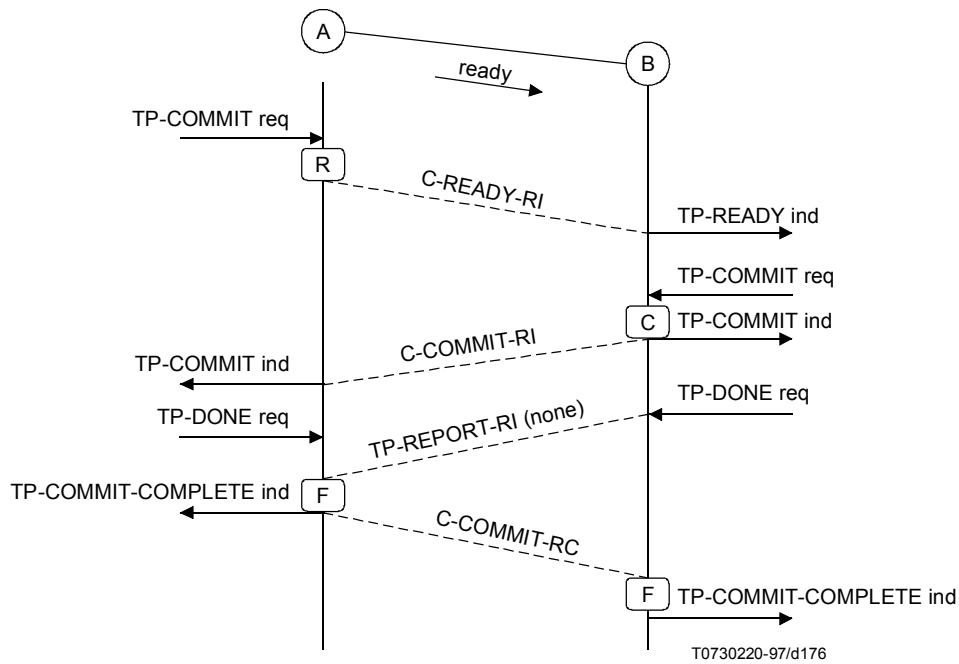 A
B
ready
TP-COMMIT req
R
C-READY-RI
TP-READY ind
TP-COMMIT req
C
TP-COMMIT ind
C-COMMIT-RI
TP-COMMIT ind
TP-DONE req
TP-DONE req
TP-REPORT-RI (none)
TP-COMMIT-COMPLETE ind
F
C-COMMIT-RC
F
TP-COMMIT-COMPLETE ind
T0730220-97/d176